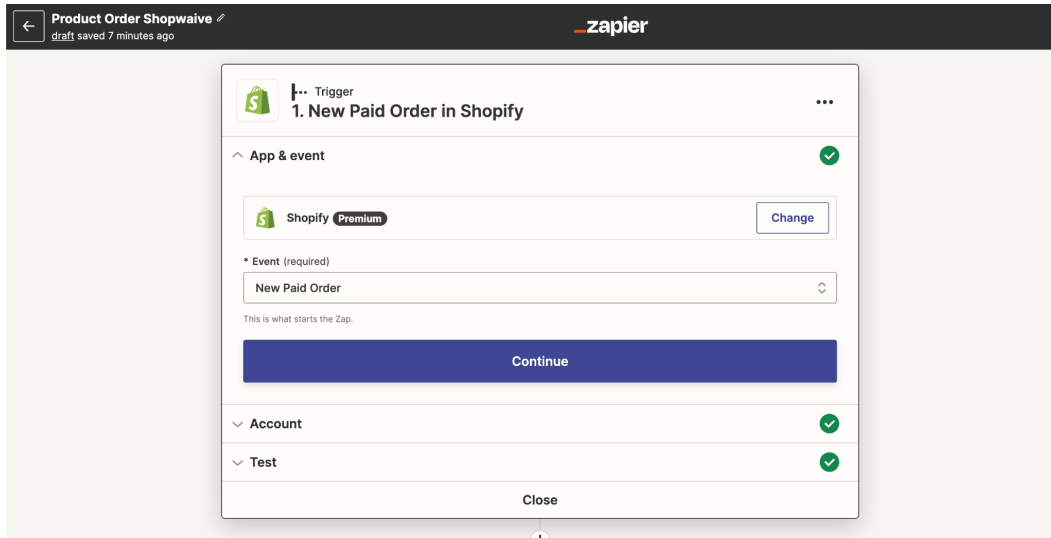 Product Order Shopwaive
draft saved 7 minutes ago
_zapier
Trigger
1. New Paid Order in Shopify
App & event
Shopify Premium
Change
* Event (required)
New Paid Order
This is what starts the Zap.
Continue
Account
Test
Close